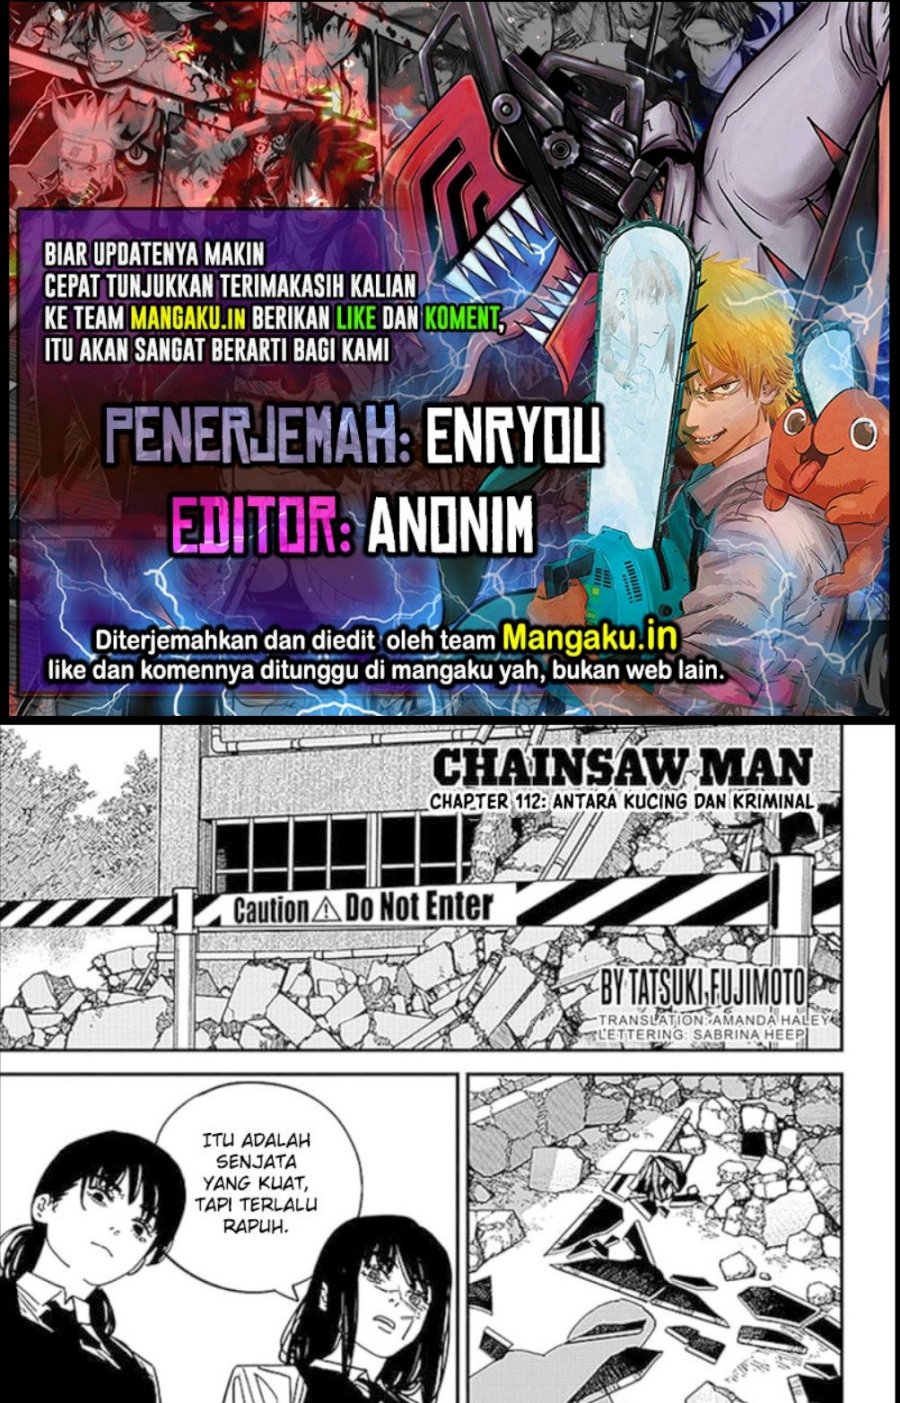 BIAR UPDATENYA MAKIN
CEPAT TUNJUKKAN TERIMAKASIH KALIAN
KE TEAM MANGAKU.IN BERIKAN LIKE DAN KOMENT,
ITU AKAN SANGAT BERARTI BAGI KAMI
PENERJEMAH: ENRYOU
EDITOR: ANONIM
Diterjemahkan dan diedit oleh team Mangaku.in
like dan komennya ditunggu di mangaku yah, bukan web lain.
CHAINSAW MAN
CHAPTER 112: ANTARA KUCING DAN KRIMINAL
Caution ⚠ Do Not Enter
BY TATSUKI FUJIMOTO
TRANSLATION: AMANDA HALEY
LETTERING: SABRINA HEEP
ITU ADALAH
SENJATA
YANG KUAT,
TAPI TERLALU
RAPUH.